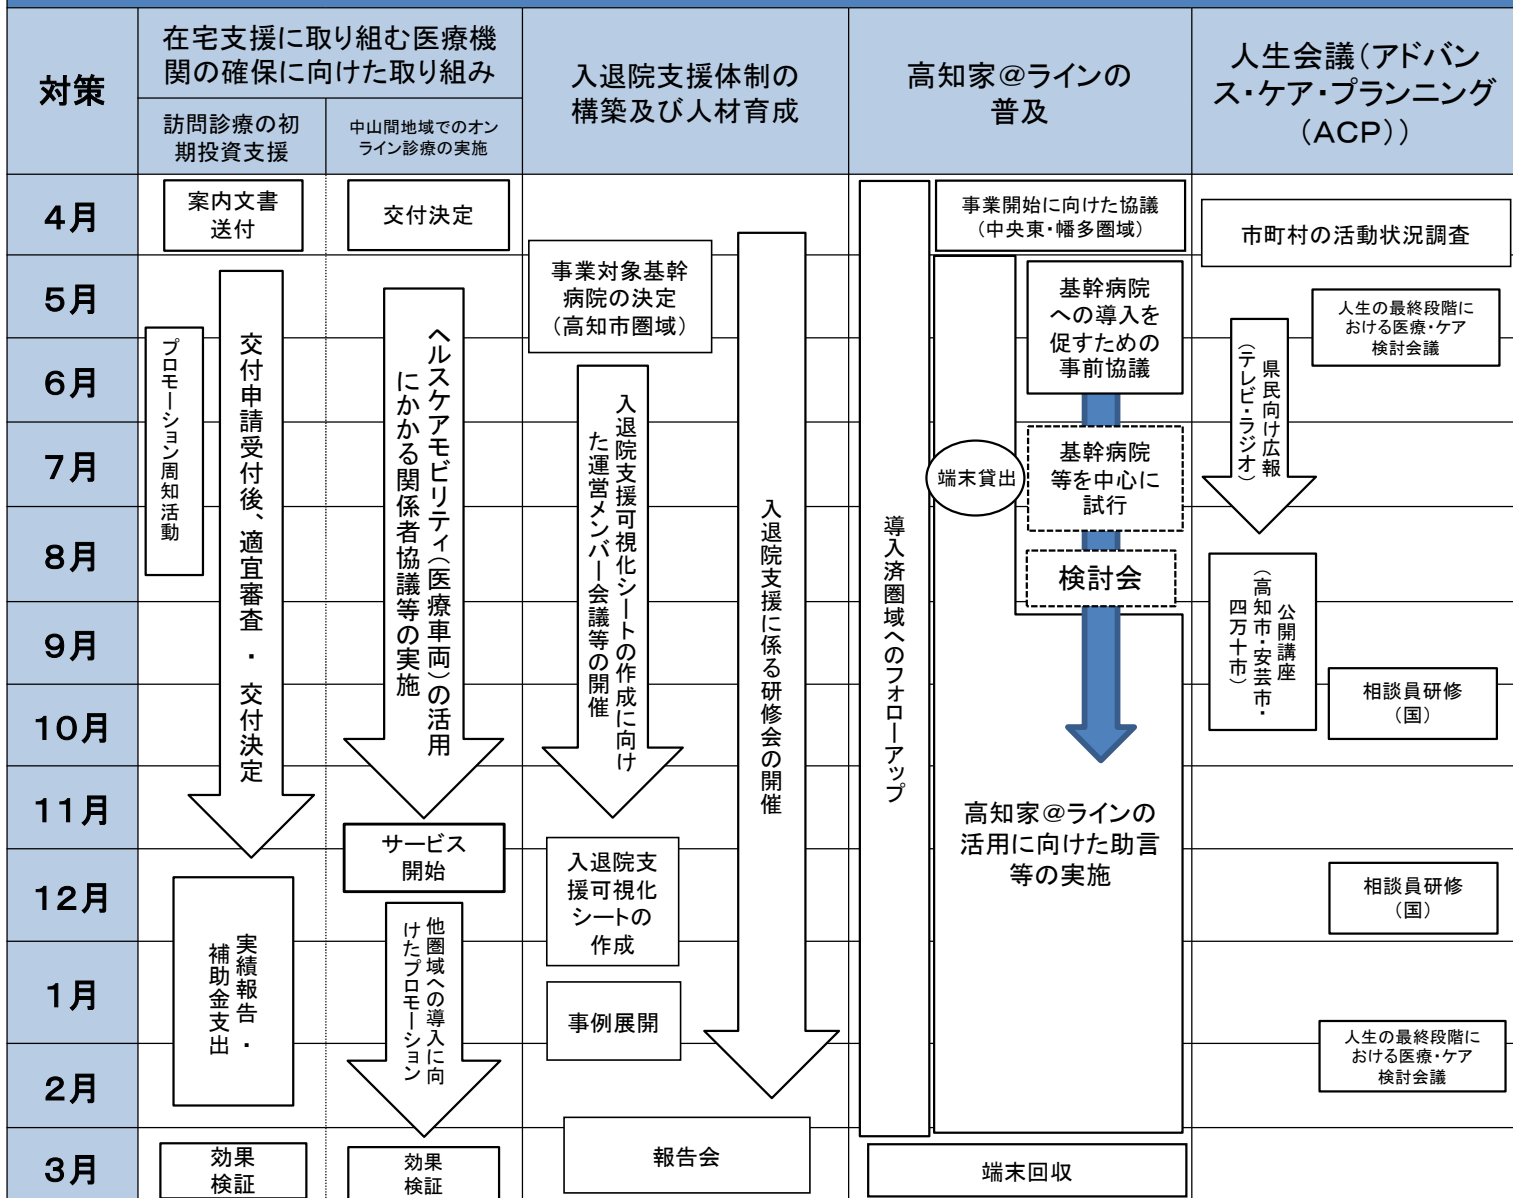 対策
在宅支援に取り組む医療機
関の確保に向けた取り組み
訪問診療の初
期投資支援
中山間地域でのオン
ライン診療の実施
入退院支援体制の
構築及び人材育成
高知家@ラインの
普及
人生会議（アドバン
ス・ケア・プランニング
（ACP））
4月
5月
6月
7月
8月
9月
10月
11月
12月
1月
2月
3月
案内文書
送付
プロモーション周知活動
交付申請受付後、適宜審査・交付決定
実績報告・
補助金支出
効果
検証
交付決定
ヘルスケアモビリティ（医療車両）の活用
にかかる関係者協議等の実施
サービス
開始
他圏域への導入に向
けたプロモーション
効果
検証
事業対象基幹
病院の決定
（高知市圏域）
入退院支援可視化シートの作成に向け
た運営メンバー会議等の開催
入退院支
援可視化
シートの
作成
事例展開
入退院支援に係る研修会の開催
報告会
導入済圏域へのフォローアップ
事業開始に向けた協議
（中央東・幡多圏域）
基幹病院
への導入を
促すための
事前協議
端末貸出
基幹病院
等を中心に
試行
検討会
高知家@ラインの
活用に向けた助言
等の実施
端末回収
市町村の活動状況調査
人生の最終段階に
おける医療・ケア
検討会議
県民向け広報
（テレビ・ラジオ）
公開講座
（高知市・安芸市・
四万十市）
相談員研修
（国）
相談員研修
（国）
人生の最終段階に
おける医療・ケア
検討会議